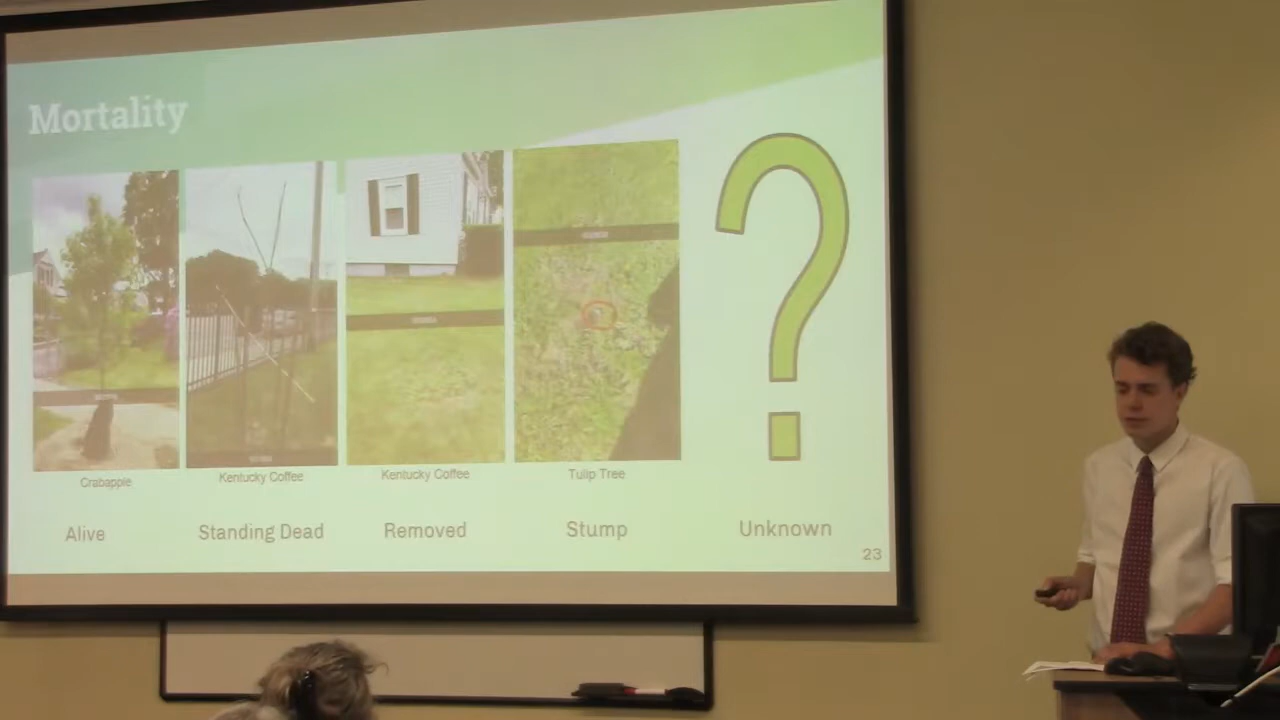 Mortality
?
Crabapple
Kentucky Coffee
Kentucky Coffee
Tulip Tree
Alive
Standing Dead
Removed
Stump
Unknown
23